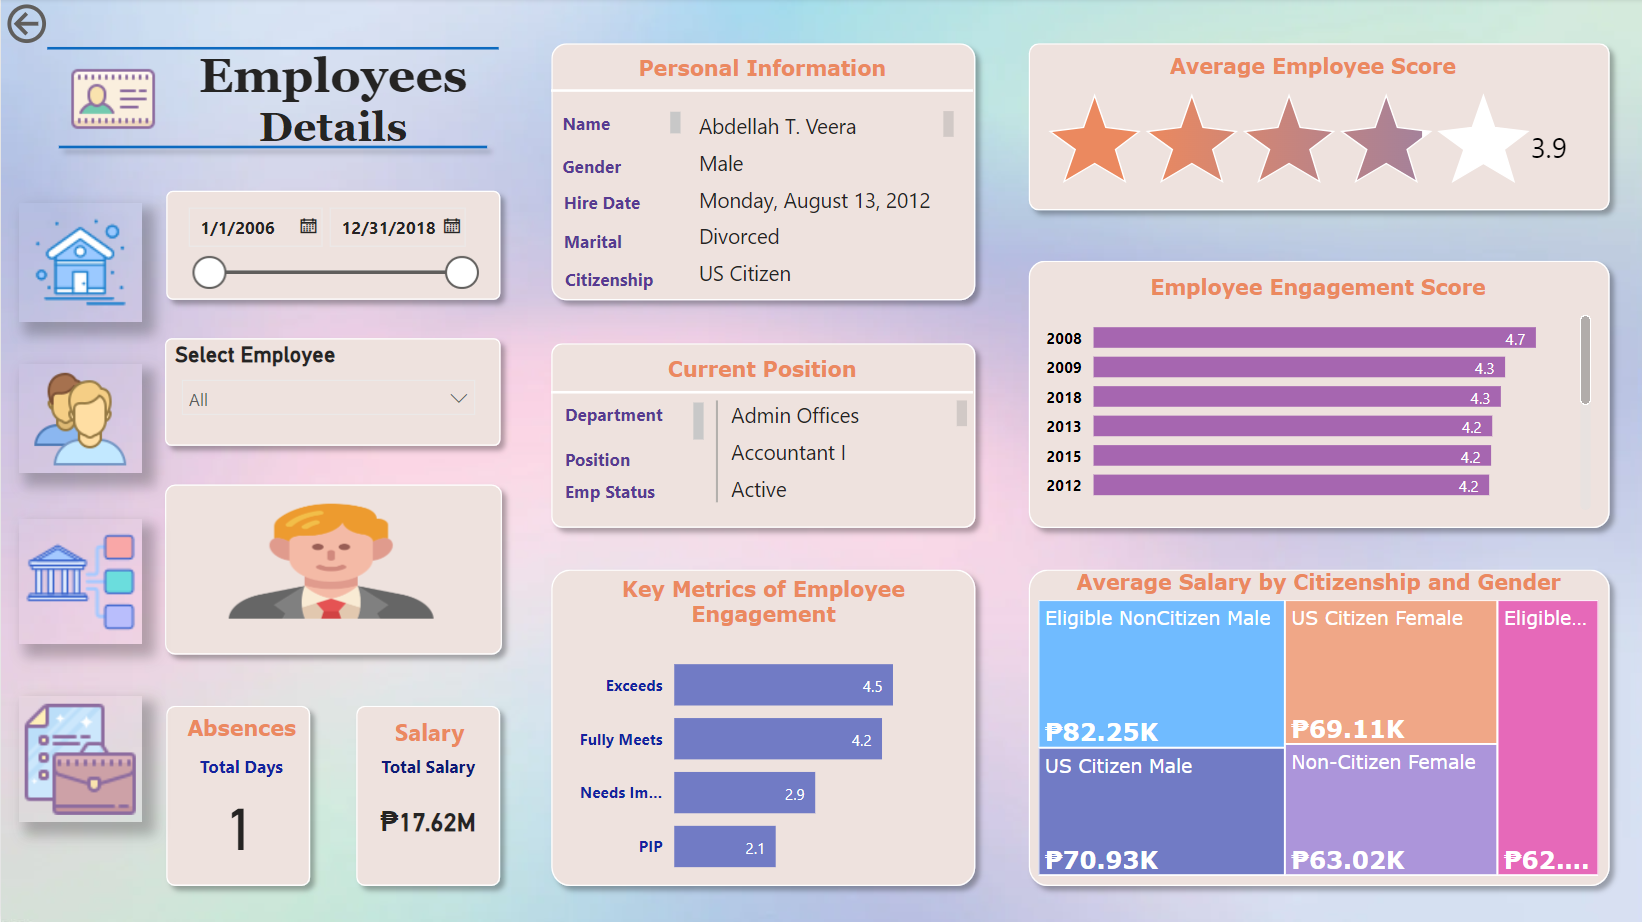 Employees
Details
1/1/2006
12/31/2018
Select Employee
All
Absences
Total Days
1
Salary
Total Salary
₱17.62M
Personal Information
Name
Abdellah T. Veera
Gender
Male
Hire Date
Monday, August 13, 2012
Marital
Divorced
Citizenship
US Citizen
Current Position
Department
Admin Offices
Position
Accountant I
Emp Status
Active
Key Metrics of Employee
Engagement
Exceeds
4.5
Fully Meets
4.2
Needs Im...
2.9
PIP
2.1
Average Employee Score
3.9
Employee Engagement Score
2008
4.7
2009
4.3
2018
4.3
2013
4.2
2015
4.2
2012
4.2
Average Salary by Citizenship and Gender
Eligible NonCitizen Male
₱82.25K
US Citizen Male
₱70.93K
US Citizen Female
₱69.11K
Non-Citizen Female
₱63.02K
Eligible...
₱62....